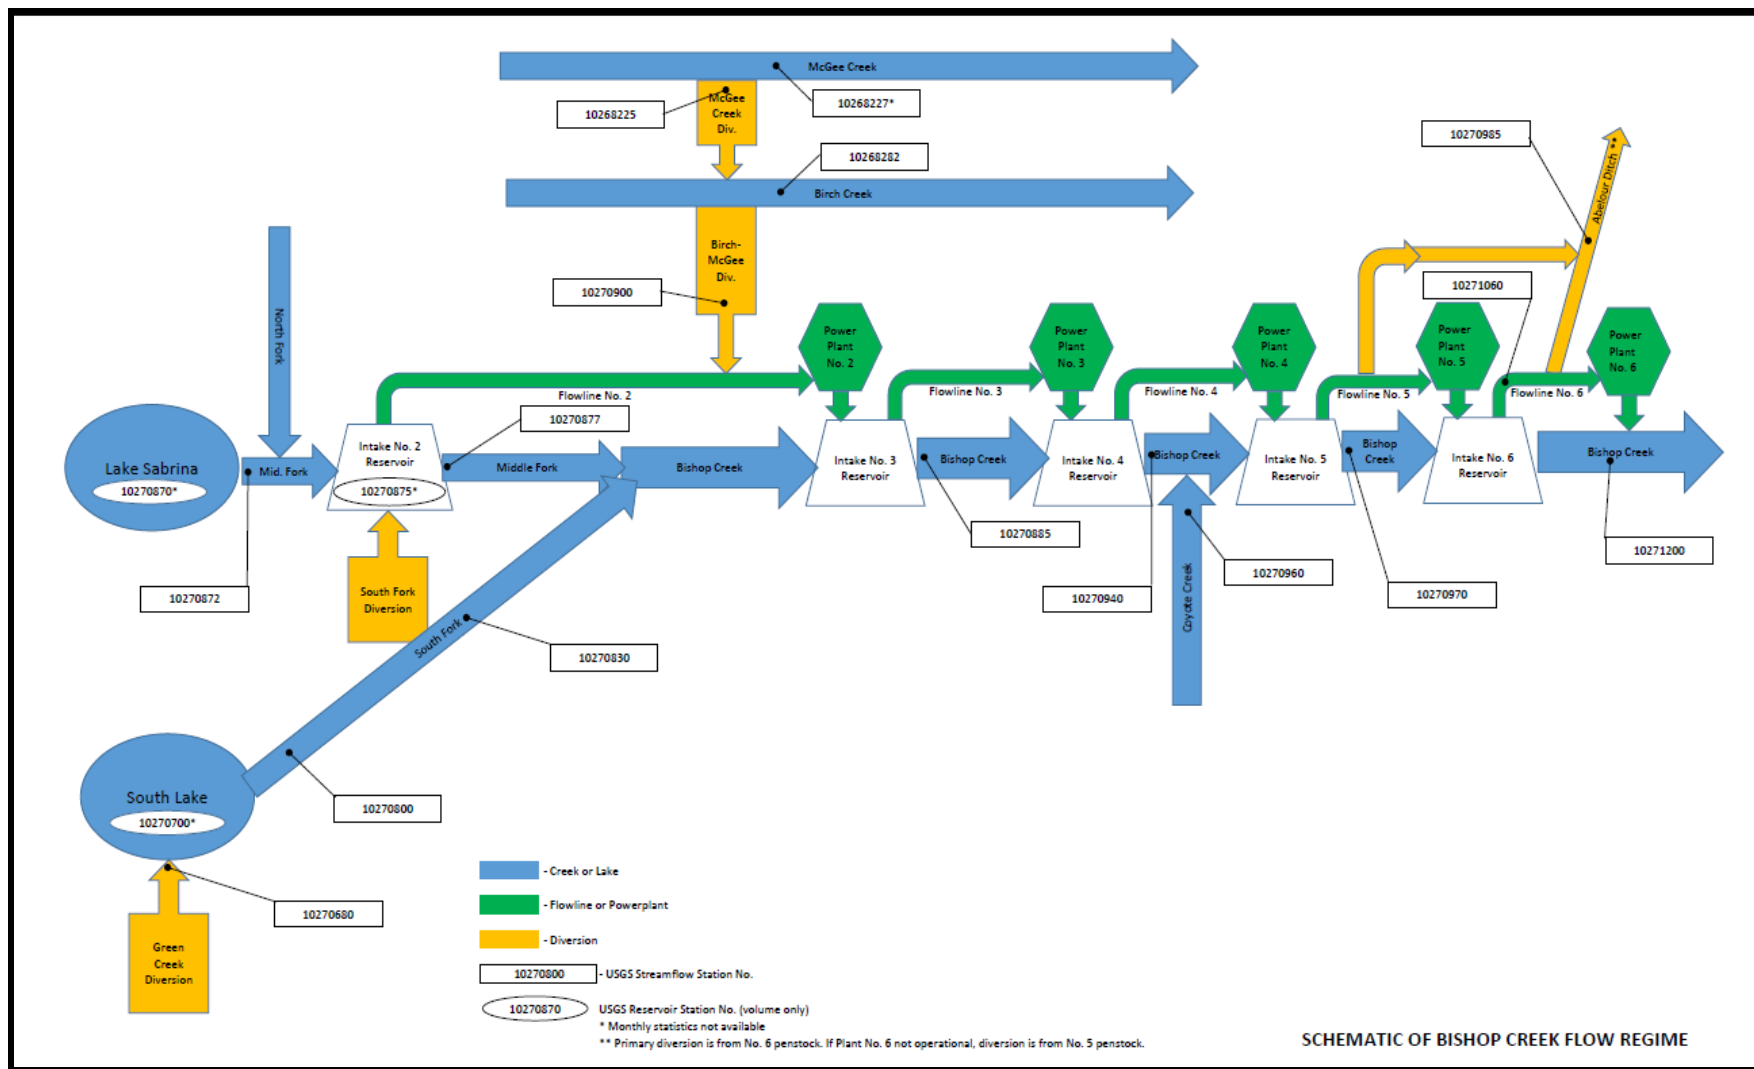 McGee Creek
10268225
McGee
Creek
Div.
10268227*
10268282
Birch Creek
10270985
Abelour Ditch **
North Fork
Birch-
McGee
Div.
10270900
10271060
Power
Plant
No. 2
Power
Plant
No. 3
Power
Plant
No. 4
Power
Plant
No. 5
Power
Plant
No. 6
Flowline No. 2
Flowline No. 3
Flowline No. 4
Flowline No. 5
Flowline No. 6
10270877
Lake Sabrina
10270870*
Mid. Fork
Intake No. 2
Reservoir
10270875*
Middle Fork
Bishop Creek
Intake No. 3
Reservoir
Bishop Creek
Intake No. 4
Reservoir
Bishop Creek
Intake No. 5
Reservoir
Bishop
Creek
Intake No. 6
Reservoir
Bishop Creek
10270885
10271200
10270872
South Fork
Diversion
10270940
Coyote Creek
10270960
10270970
South Fork
10270830
South Lake
10270700*
10270800
10270680
Green
Creek
Diversion
- Creek or Lake
- Flowline or Powerplant
- Diversion
10270800 - USGS Streamflow Station No.
10270870 USGS Reservoir Station No. (volume only)
* Monthly statistics not available
** Primary diversion is from No. 6 penstock. If Plant No. 6 not operational, diversion is from No. 5 penstock.
SCHEMATIC OF BISHOP CREEK FLOW REGIME